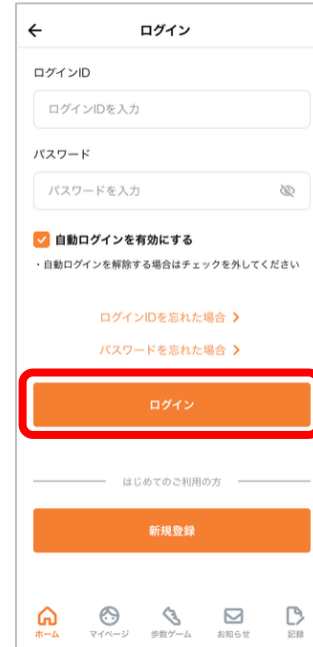 ログイン
ログインID
ログインIDを入力
パスワード
パスワードを入力
自動ログインを有効にする
・自動ログインを解除する場合はチェックを外してください
ログインIDを忘れた場合
パスワードを忘れた場合
ログイン
はじめてのご利用の方
新規登録
ホーム マイページ 歩数ゲーム お知らせ 記録